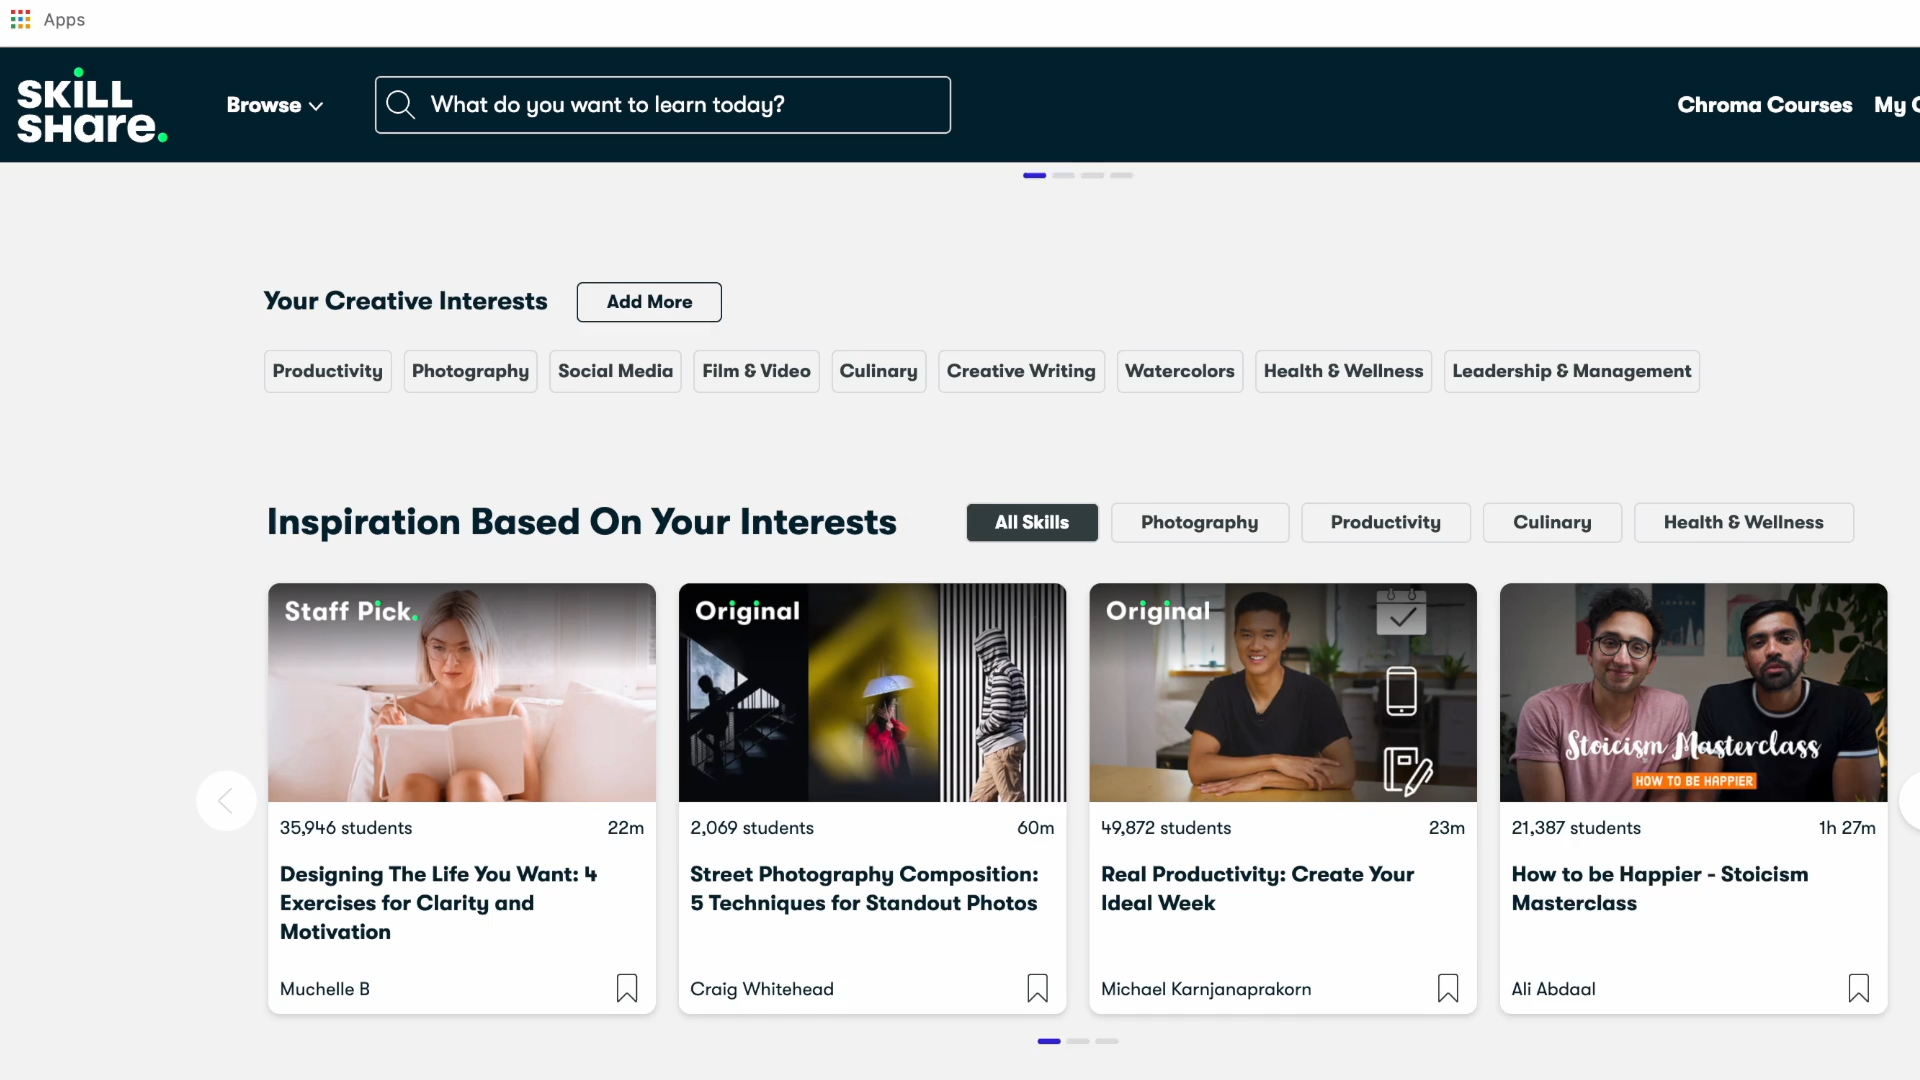 Apps
SKILL
SHare.
Browse
What do you want to learn today?
Chroma Courses
My
Your Creative Interests
Add More
Productivity
Photography
Social Media
Film & Video
Culinary
Creative Writing
Watercolors
Health & Wellness
Leadership & Management
Inspiration Based On Your Interests
All Skills
Photography
Productivity
Culinary
Health & Wellness
Staff Pick.
35,946 students
22m
Designing The Life You Want: 4
Exercises for Clarity and
Motivation
Muchelle B
Original
2,069 students
60m
Street Photography Composition:
5 Techniques for Standout Photos
Craig Whitehead
Original
49,872 students
23m
Real Productivity: Create Your
Ideal Week
Michael Karnjanaprakorn
Stoicism Masterclass
HOW TO BE HAPPIER
21,387 students
1h 27m
How to be Happier - Stoicism
Masterclass
Ali Abdaal